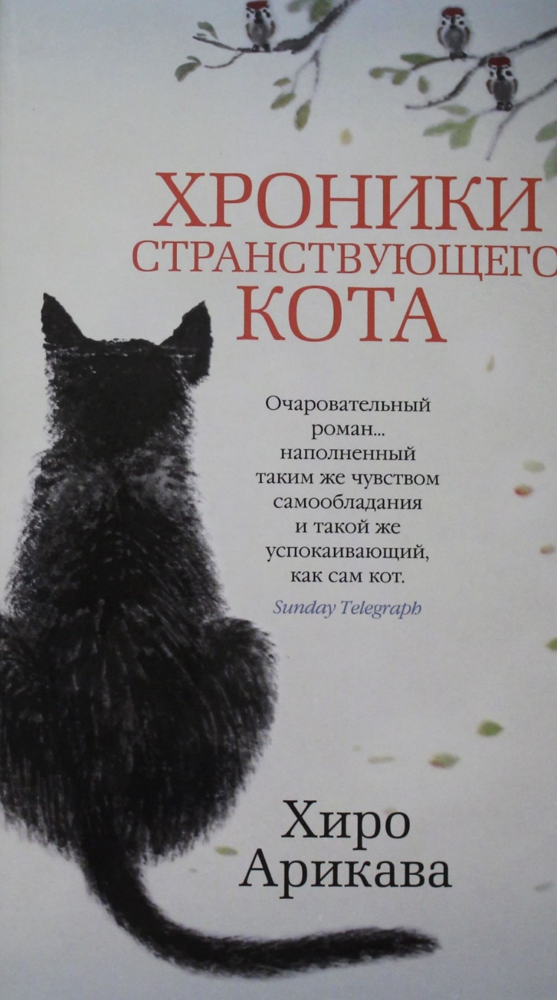 ХРОНИКИ
СТРАНСТВУЮЩЕГО
КОТА
Очаровательный
роман...
наполненный
таким же чувством
самообладания
и такой же
успокаивающий,
как сам кот.
Sunday Telegraph
Хиро
Арикава